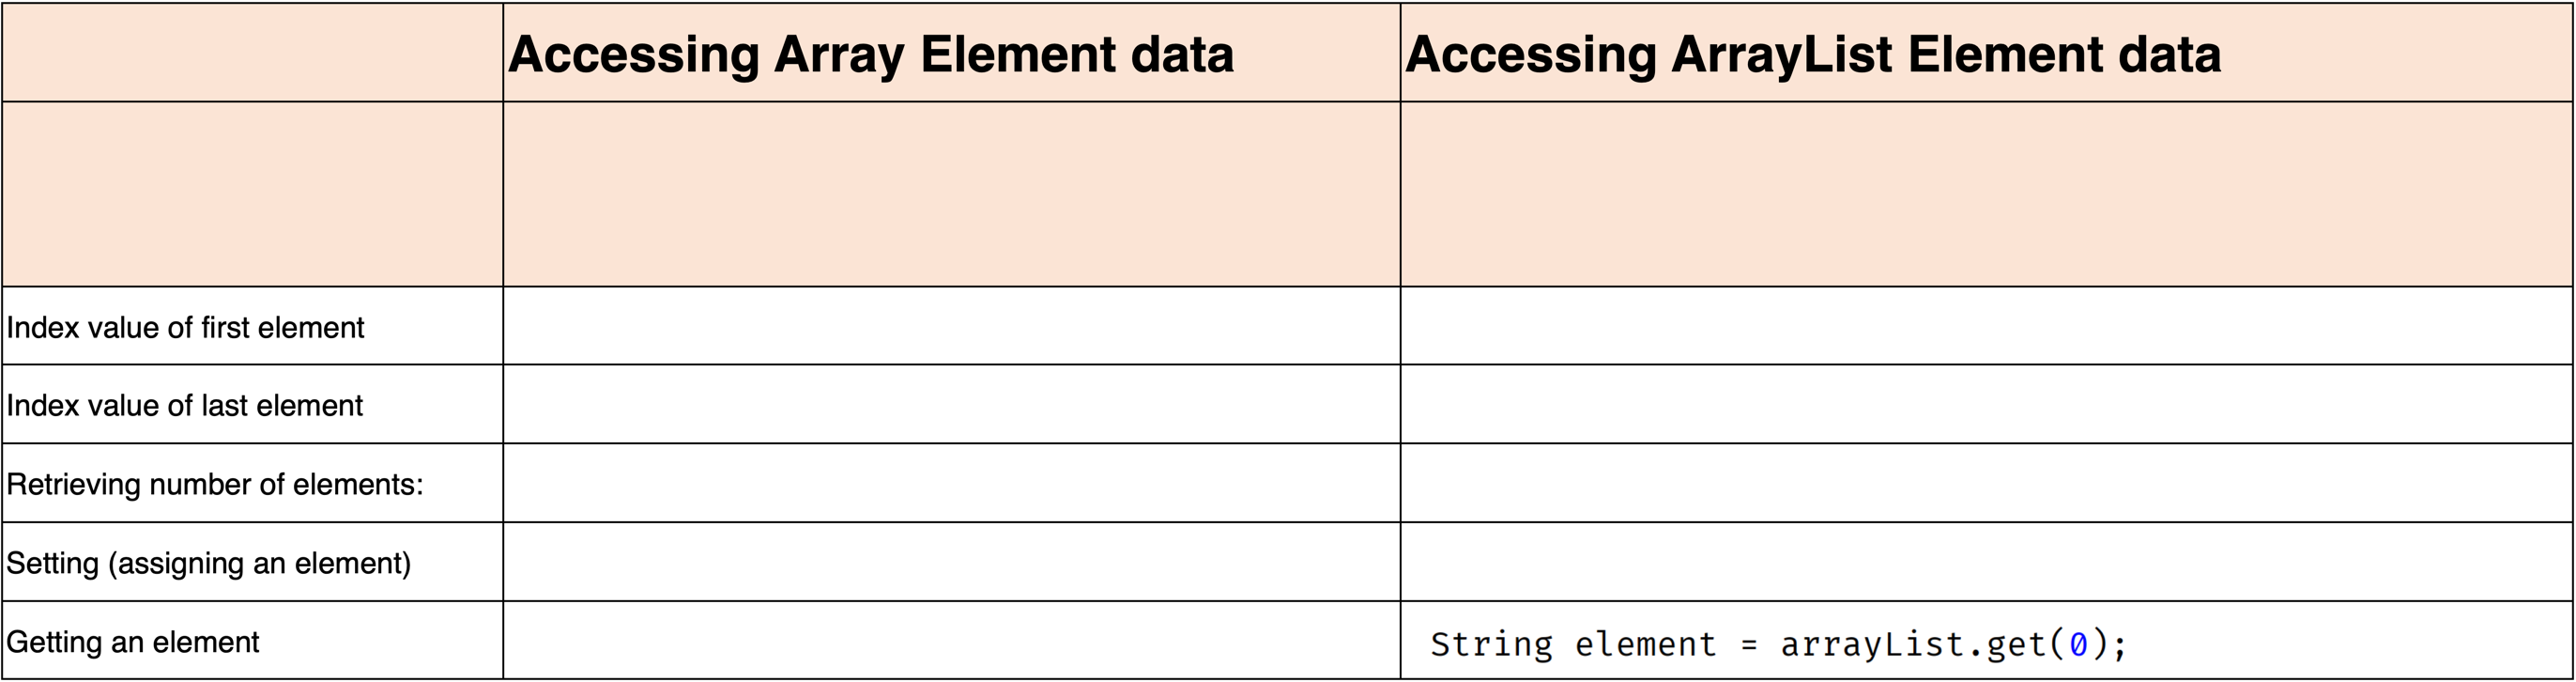 Accessing Array Element data
Accessing ArrayList Element data
Index value of first element
Index value of last element
Retrieving number of elements:
Setting (assigning an element)
Getting an element
String element = arrayList.get(0);